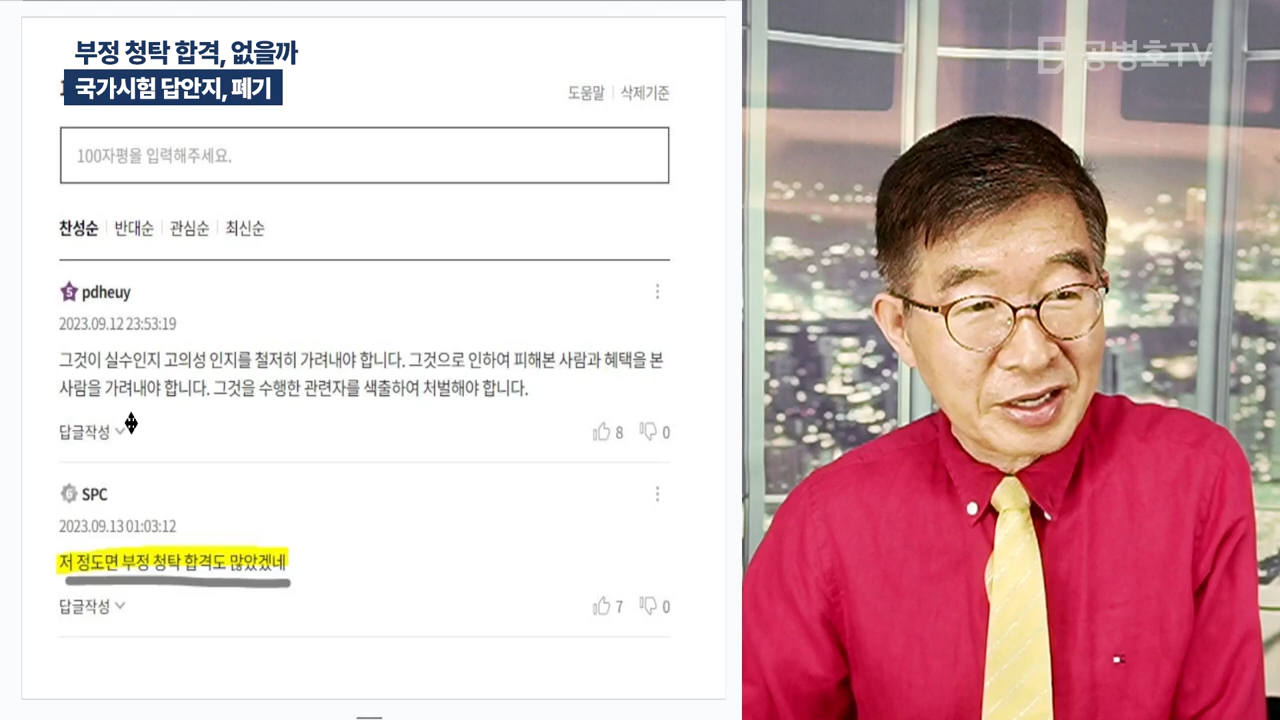 부정 청탁 합격, 없을까
국가시험 답안지, 폐기
공병호TV
도움말 | 삭제기준
100자평을 입력해주세요.
찬성순 | 반대순 | 관심순 | 최신순
5 pdheuy
2023.09.12 23:53:19
그것이 실수인지 고의성 인지를 철저히 가려내야 합니다. 그것으로 인하여 피해본 사람과 혜택을 본
사람을 가려내야 합니다. 그것을 수행한 관련자를 색출하여 처벌해야 합니다.
답글작성 8 0
6 SPC
2023.09.13 01:03:12
저 정도면 부정 청탁 합격도 많았겠네
답글작성 7 0